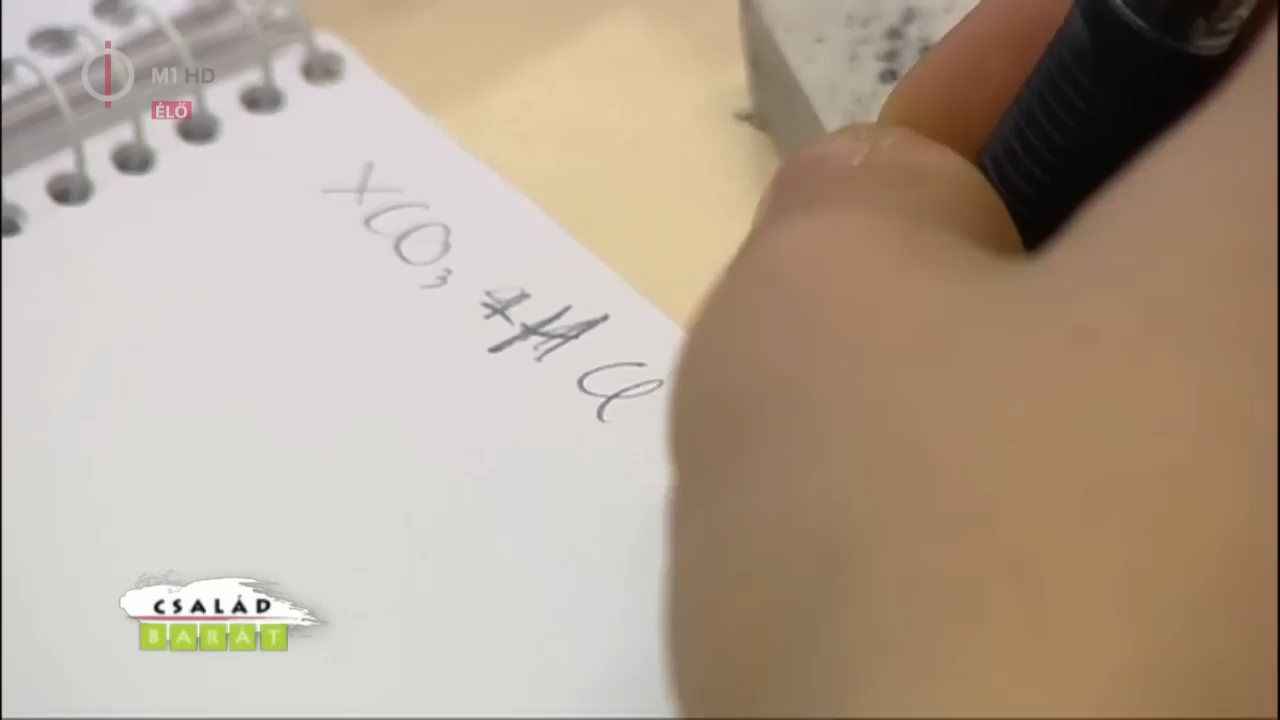 M1 HD
ÉLŐ
XCO₃ + HCl
CSALÁD
BARÁT